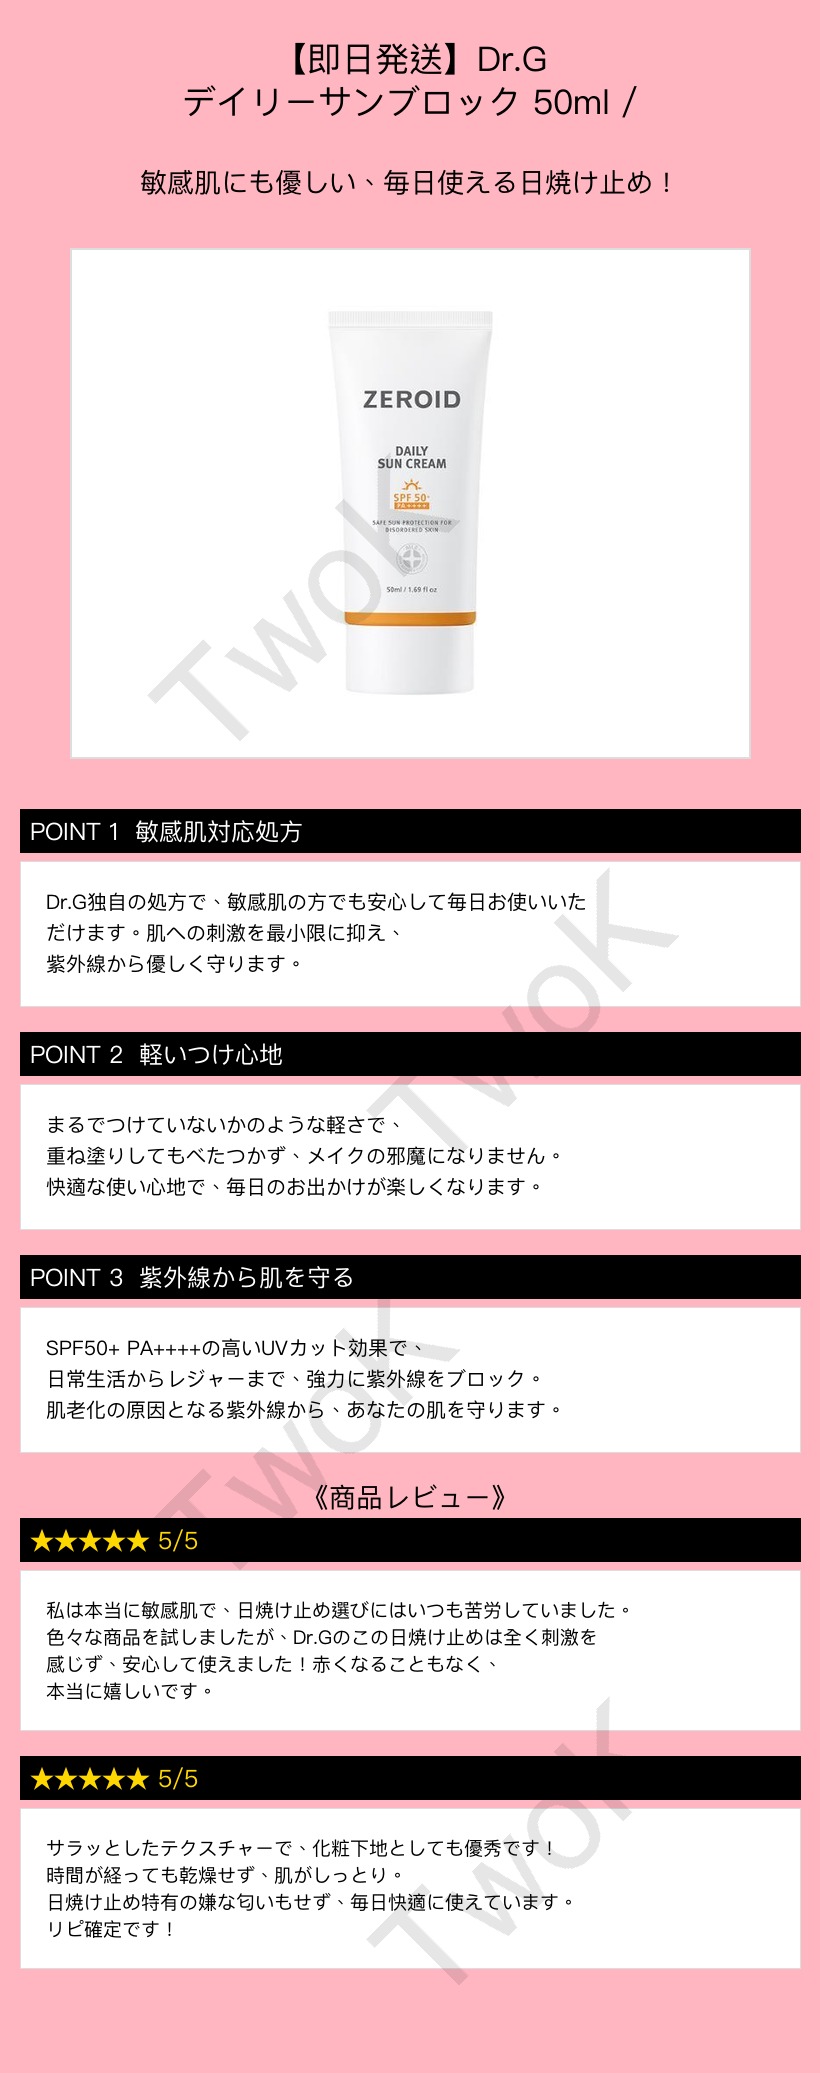 【即日発送】Dr.G
デイリーサンブロック 50ml /
敏感肌にも優しい、毎日使える日焼け止め！
ZEROID
DAILY
SUN CREAM
SPF 50+
PA++++
SAFE SUN PROTECTION FOR
DISORDERED SKIN
50ml / 1.69 fl oz
TwoK
POINT 1 敏感肌対応処方
Dr.G独自の処方で、敏感肌の方でも安心して毎日お使いいた
だけます。肌への刺激を最小限に抑え、
紫外線から優しく守ります。
TwoK
POINT 2 軽いつけ心地
まるでつけていないかのような軽さで、
重ね塗りしてもべたつかず、メイクの邪魔になりません。
快適な使い心地で、毎日のお出かけが楽しくなります。
POINT 3 紫外線から肌を守る
SPF50+ PA++++の高いUVカット効果で、
日常生活からレジャーまで、強力に紫外線をブロック。
肌老化の原因となる紫外線から、あなたの肌を守ります。
TwoK
《商品レビュー》
★★★★★ 5/5
私は本当に敏感肌で、日焼け止め選びにはいつも苦労していました。
色々な商品を試しましたが、Dr.Gのこの日焼け止めは全く刺激を
感じず、安心して使えました！赤くなることもなく、
本当に嬉しいです。
★★★★★ 5/5
サラッとしたテクスチャーで、化粧下地としても優秀です！
時間が経っても乾燥せず、肌がしっとり。
日焼け止め特有の嫌な匂いもせず、毎日快適に使えています。
リピ確定です！
TwoK